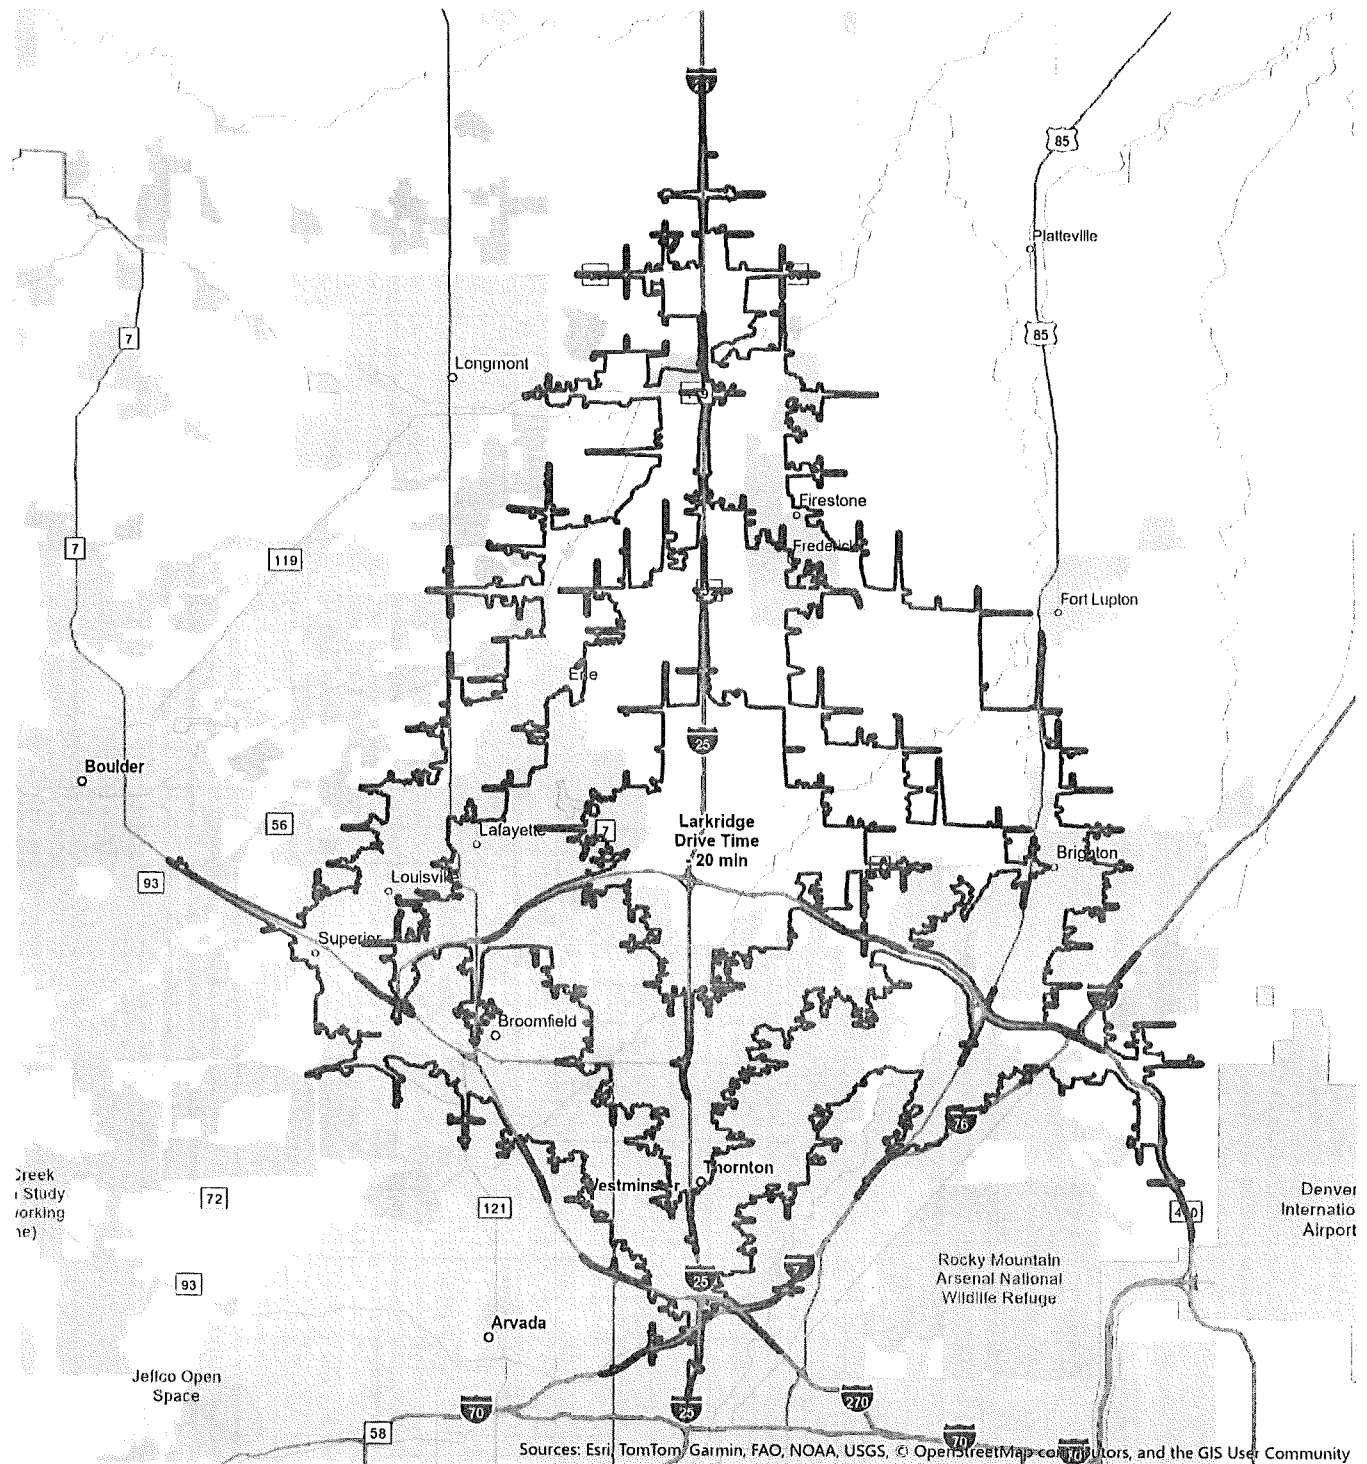 85
Platteville
7
85
Longmont
Firestone
Frederick
7
119
Fort Lupton
Erie
25
Boulder
56
Lafayette
7
Larkridge
Drive Time
20 min
Brighton
93
Louisville
Superior
Broomfield
76
Thornton
Westminster
Creek
Study
72
121
Denver
Airport
Rocky Mountain
Arsenal National
Wildlife Refuge
93
25
Arvada
Jeffco Open
Space
70
25
270
58
70
Sources: Esri, TomTom, Garmin, FAO, NOAA, USGS, © OpenStreetMap contributors, and the GIS User Community